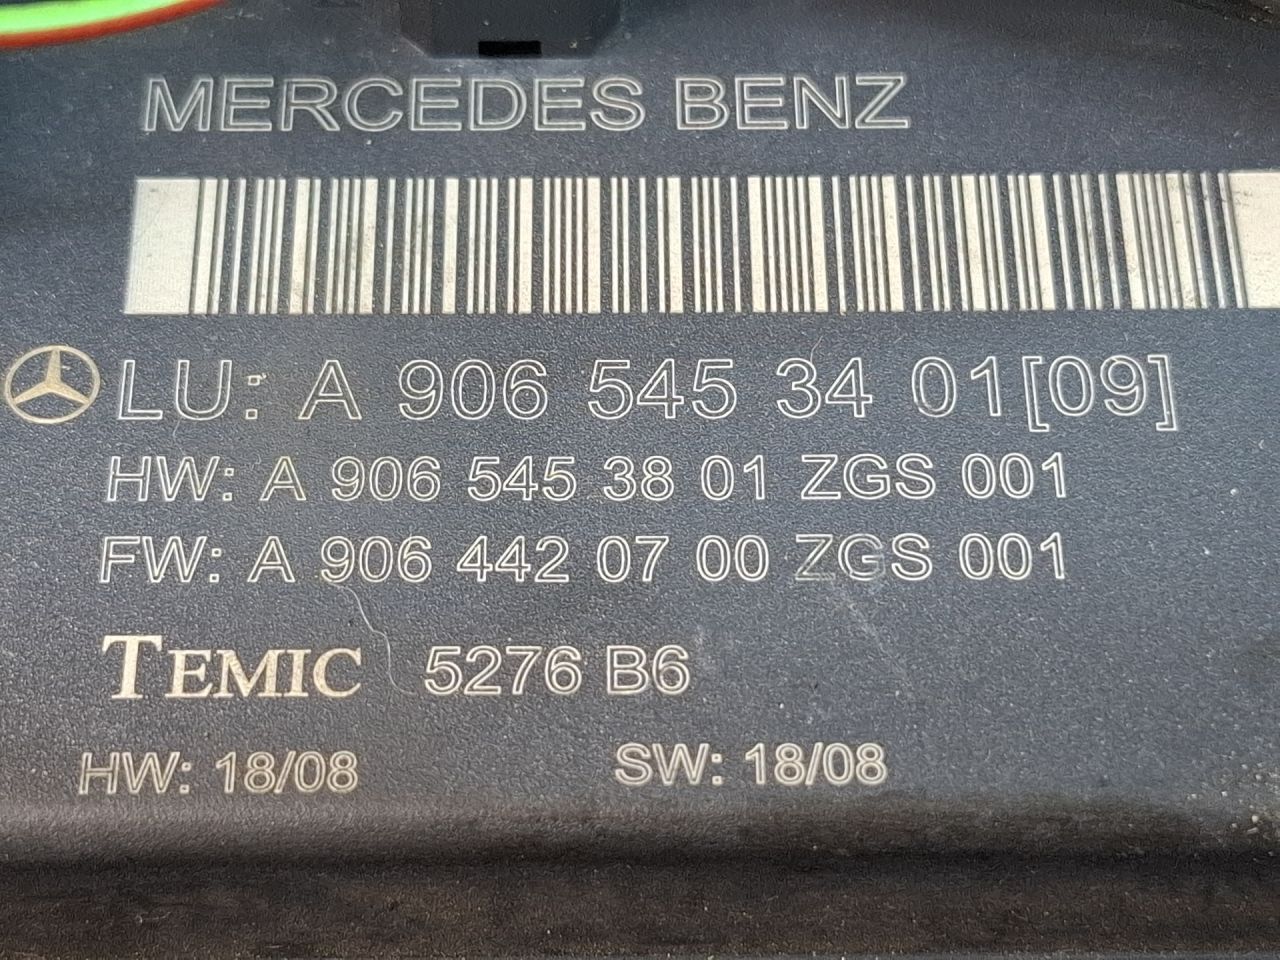 MERCEDES BENZ
LU: A 906 545 34 01[09]
HW: A 906 545 38 01 ZGS 001
FW: A 906 442 07 00 ZGS 001
TEMIC 5276 B6
HW: 18/08 SW: 18/08